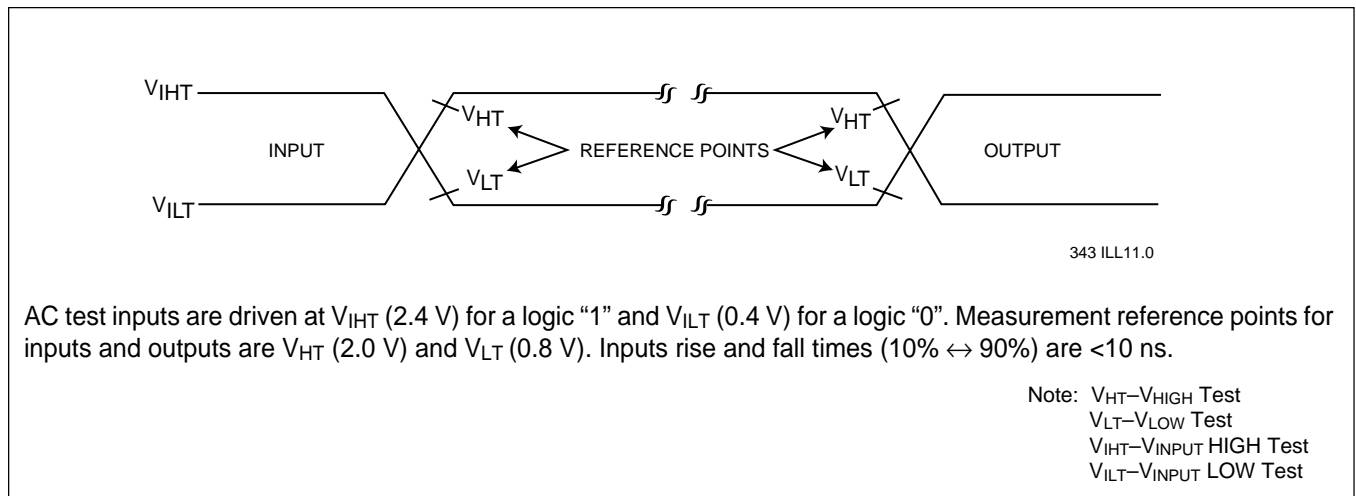 VIHT
VHT
VHT
INPUT
REFERENCE POINTS
OUTPUT
VLT
VLT
VILT
343 ILL11.0
AC test inputs are driven at VIHT (2.4 V) for a logic “1” and VILT (0.4 V) for a logic “0”. Measurement reference points for
inputs and outputs are VHT (2.0 V) and VLT (0.8 V). Inputs rise and fall times (10% ↔ 90%) are <10 ns.
Note: VHT–VHIGH Test
VLT–VLOW Test
VIHT–VINPUT HIGH Test
VILT–VINPUT LOW Test